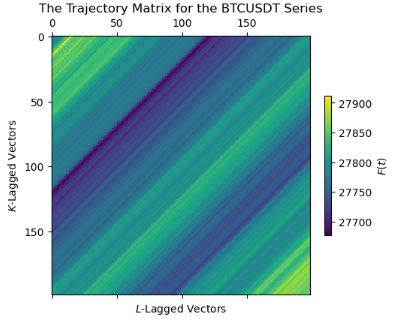 The Trajectory Matrix for the BTCUSDT Series
0 50 100 150
0
50
100
150
K-Lagged Vectors
L-Lagged Vectors
27900
27850
27800
27750
27700
F(t)